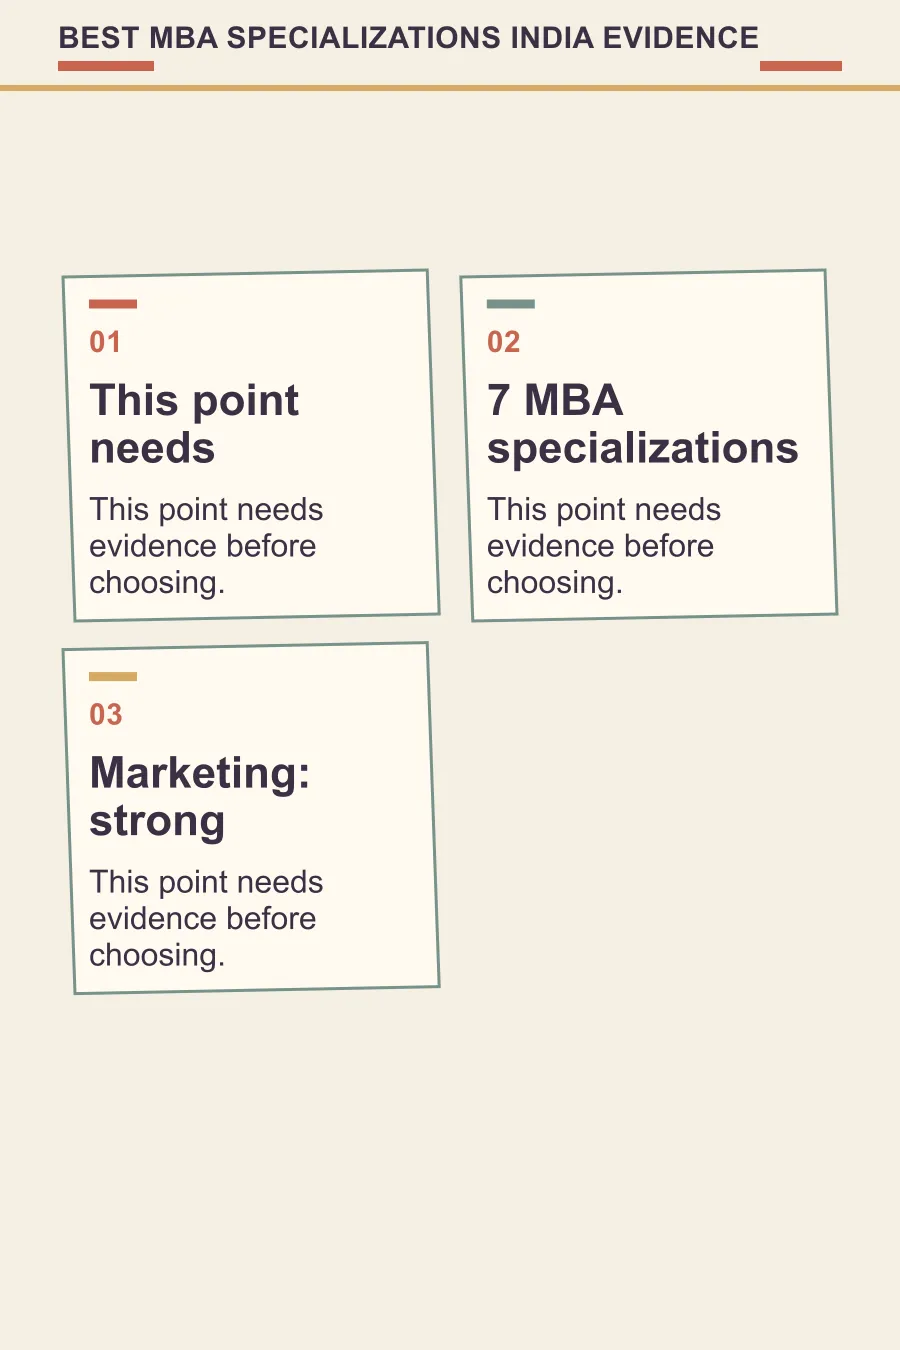 BEST MBA SPECIALIZATIONS INDIA EVIDENCE
01
This point
needs
This point needs
evidence before
choosing.
02
7 MBA
specializations
This point needs
evidence before
choosing.
03
Marketing:
strong
This point needs
evidence before
choosing.